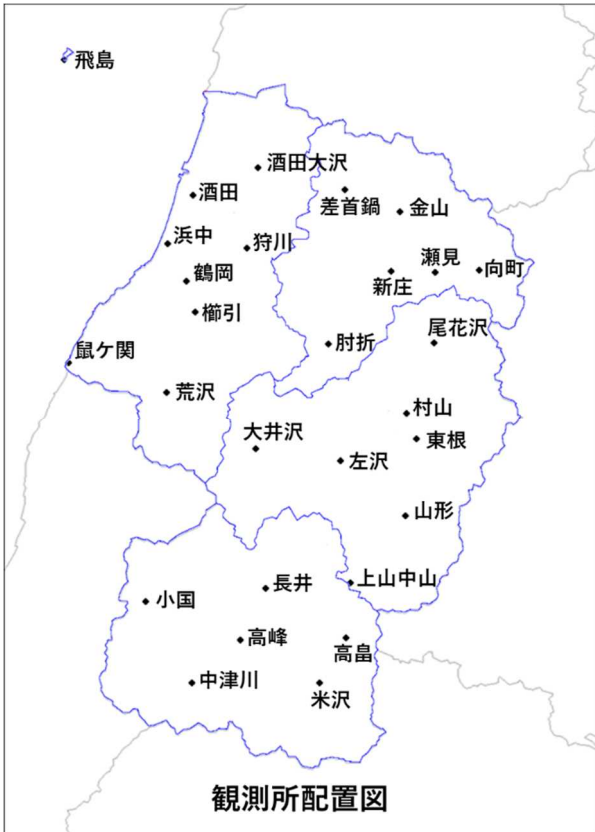 飛島
酒田大沢
酒田
差首鍋
金山
浜中
狩川
瀬見
向町
鶴岡
新庄
櫛引
尾花沢
鼠ケ関
肘折
荒沢
村山
大井沢
東根
左沢
山形
上山中山
長井
小国
高峰
高畠
中津川
米沢
観測所配置図